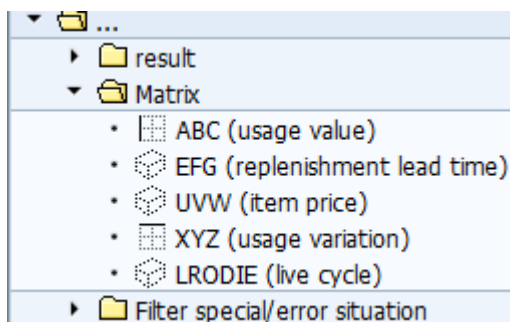 ...
result
Matrix
ABC (usage value)
EFG (replenishment lead time)
UVW (item price)
XYZ (usage variation)
LRODIE (live cycle)
Filter special/error situation